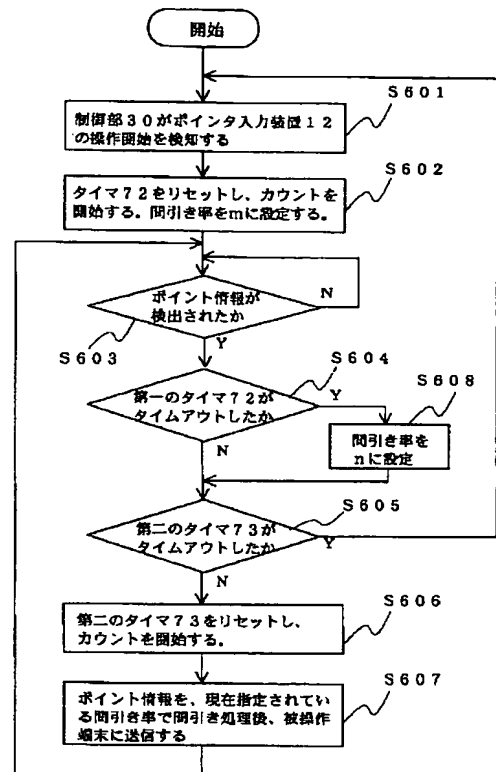 開始
S601
制御部30がポインタ入力装置12
の操作開始を検知する
S602
タイマ72をリセットし、カウントを
開始する。間引き率をmに設定する。
ポイント情報が
検出されたか
N
Y
S603
S604
第一のタイマ72が
タイムアウトしたか
Y
N
S608
間引き率を
nに設定
S605
第二のタイマ73が
タイムアウトしたか
Y
N
S606
第二のタイマ73をリセットし、
カウントを開始する。
S607
ポイント情報を、現在指定されてい
る間引き率で間引き処理後、被操作
端末に送信する